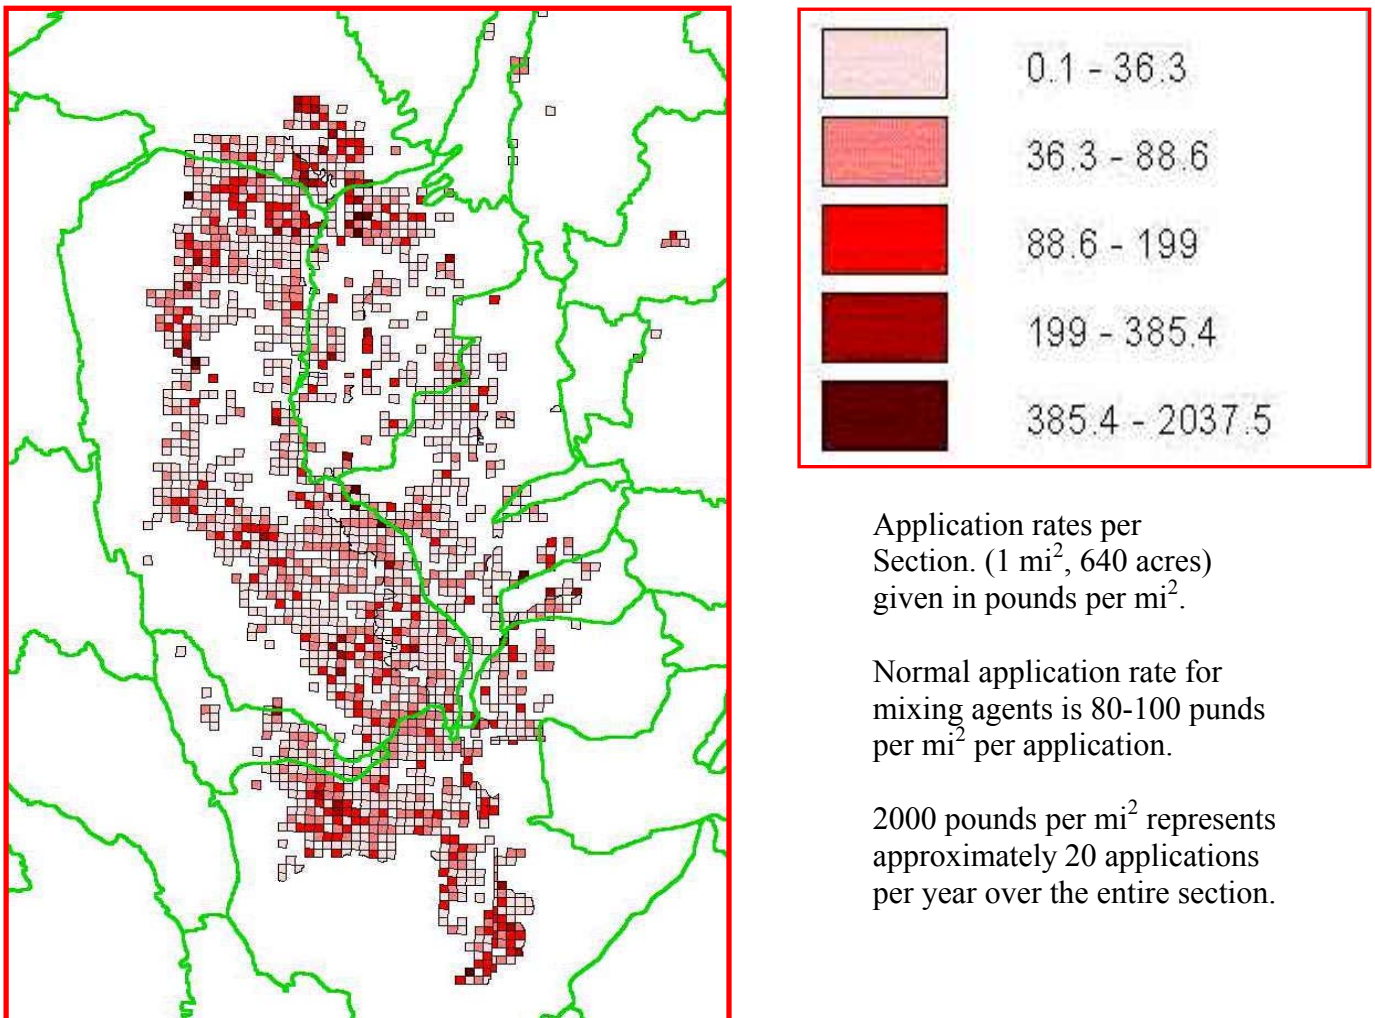 0.1 - 36.3
36.3 - 88.6
88.6 - 199
199 - 385.4
385.4 - 2037.5
Application rates per
Section. (1 mi², 640 acres)
given in pounds per mi².
Normal application rate for
mixing agents is 80-100 punds
per mi² per application.
2000 pounds per mi² represents
approximately 20 applications
per year over the entire section.